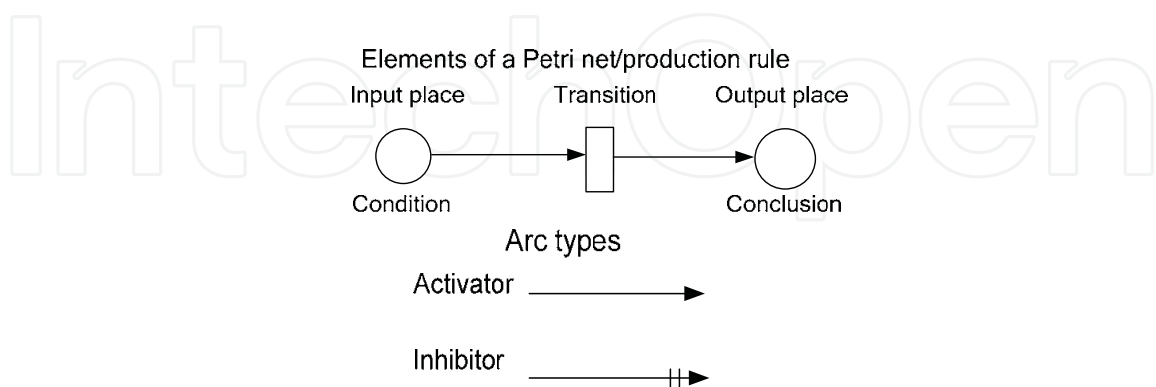 IntechOpen
Elements of a Petri net/production rule
Input place Transition Output place
Condition Conclusion
Arc types
Activator
Inhibitor